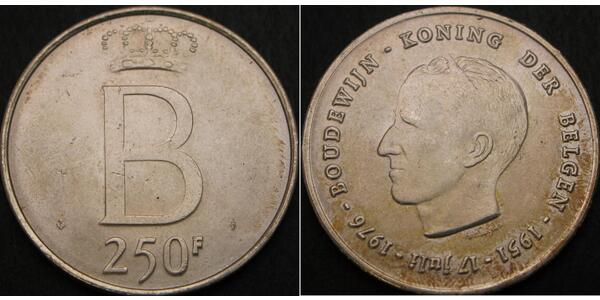 B
250F
BOUDEWIJN - KONING DER BELGEN - 1951 - 17 juli - 1976 -